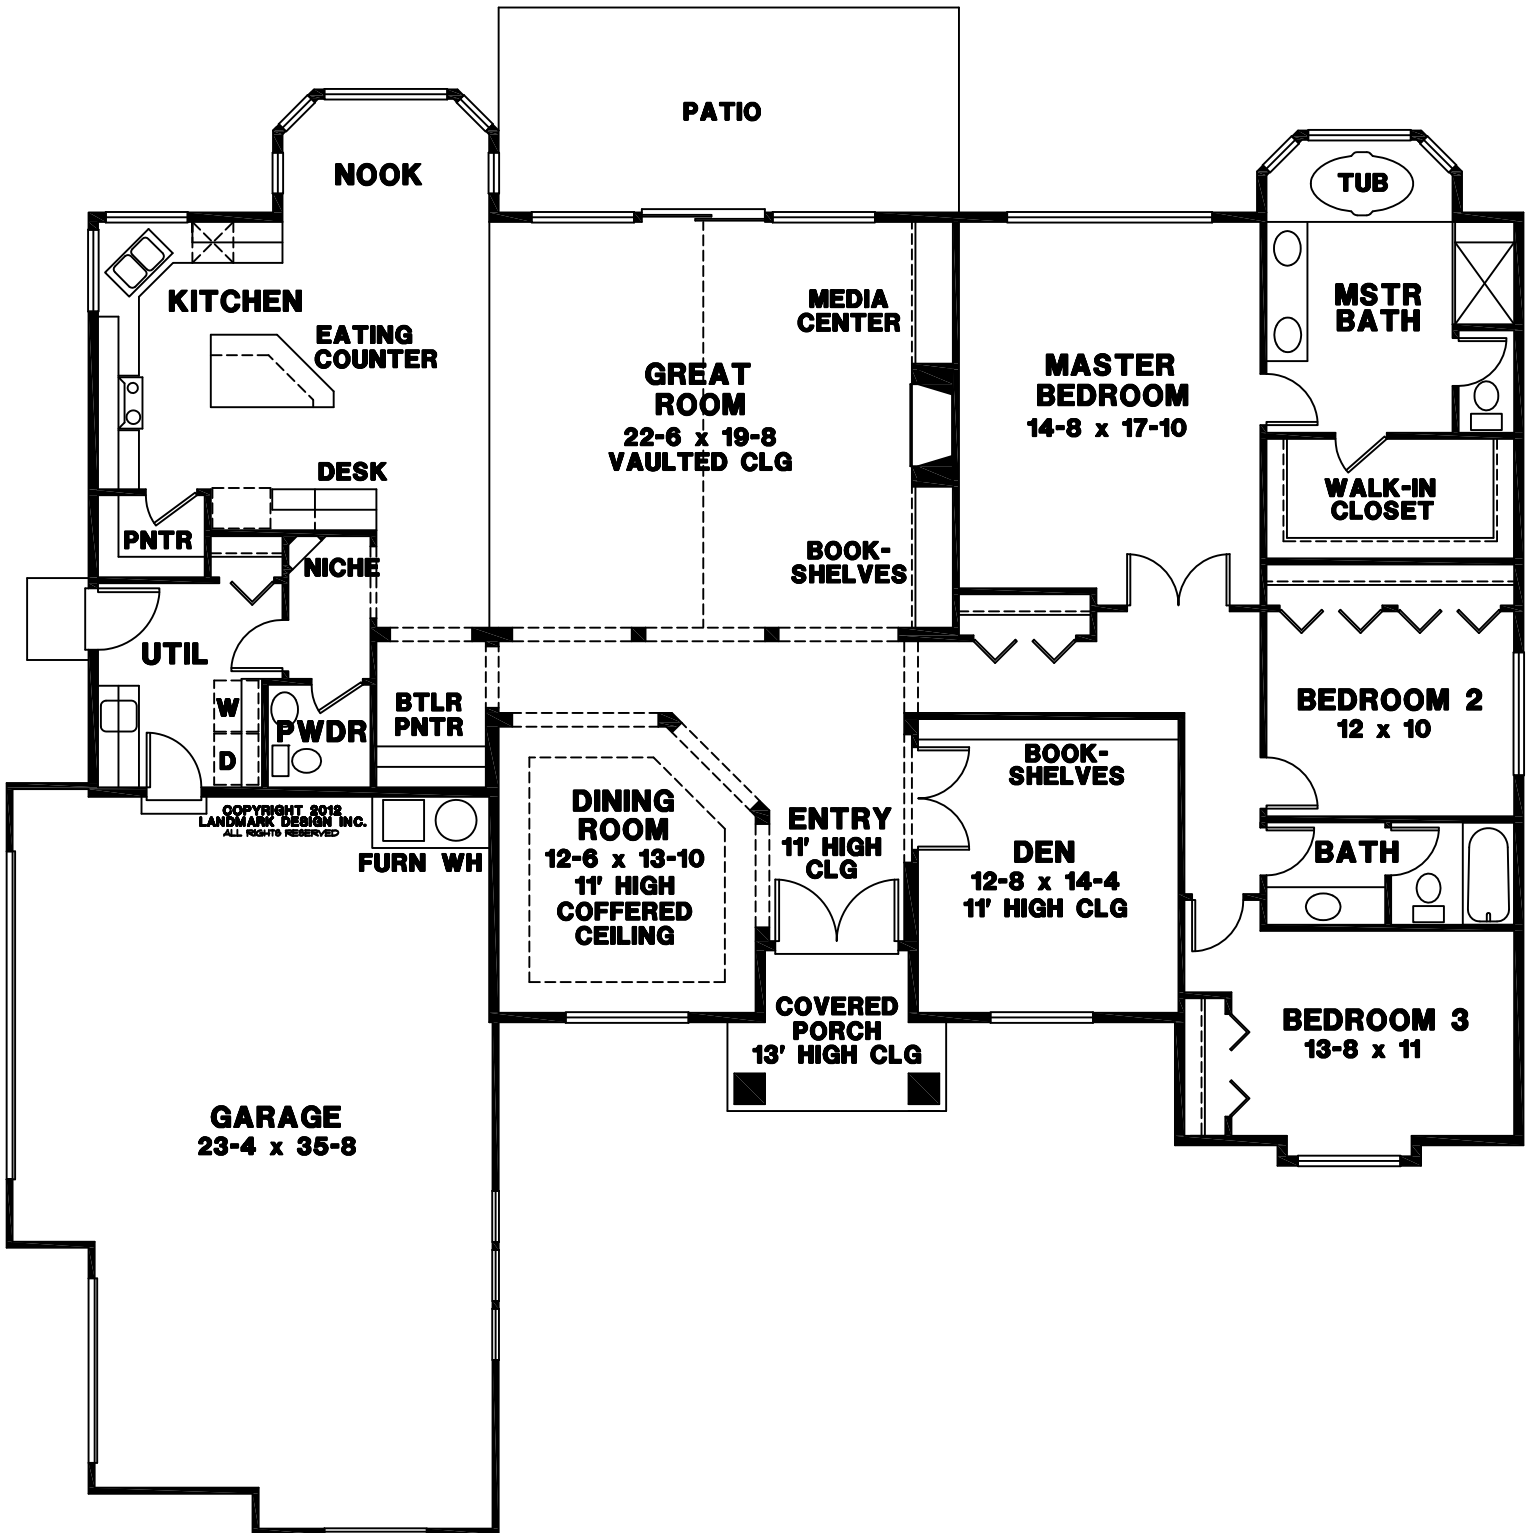 PATIO
NOOK
TUB
KITCHEN
EATING
COUNTER
MEDIA
CENTER
MSTR
BATH
GREAT
ROOM
22-6 x 19-8
VAULTED CLG
MASTER
BEDROOM
14-8 x 17-10
DESK
WALK-IN
CLOSET
PNTR
NICHE
BOOK-
SHELVES
UTIL
W
D
PWDR
BTLR
PNTR
BEDROOM 2
12 x 10
BOOK-
SHELVES
COPYRIGHT 2012
LANDMARK DESIGN INC.
ALL RIGHTS RESERVED
FURN WH
DINING
ROOM
12-6 x 13-10
11' HIGH
COFFERED
CEILING
ENTRY
11' HIGH
CLG
DEN
12-8 x 14-4
11' HIGH CLG
BATH
COVERED
PORCH
13' HIGH CLG
BEDROOM 3
13-8 x 11
GARAGE
23-4 x 35-8